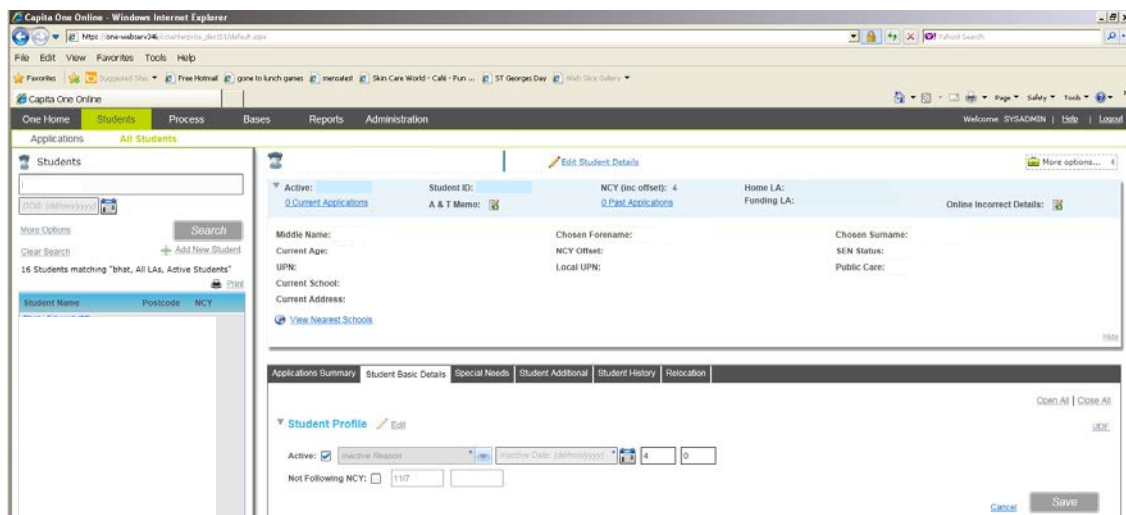 Capita One Online - Windows Internet Explorer
File Edit View Favorites Tools Help
Favorites Suggested Sites Free Hotmail gone to lunch games mensatest Skin Care World - Café - Fun ... ST Georges Day Web Slice Gallery
Capita One Online Page Safety Tools
One Home Students Process Bases Reports Administration Welcome SYSADMIN | Help | Logout
Applications All Students
Students
Edit Student Details
More options...
DOB (dd/mm/yyyy)
More Options Search
Clear Search Add New Student
16 Students matching "bhat, All LAs, Active Students"
Print
Student Name Postcode NCY
Active: Student ID: NCY (inc offset): 4 Home LA:
0 Current Applications A & T Memo: 0 Past Applications Funding LA: Online Incorrect Details:
Middle Name: Chosen Forename: Chosen Surname:
Current Age: NCY Offset: SEN Status:
UPN: Local UPN: Public Care:
Current School:
Current Address:
View Nearest Schools
Hide
Applications Summary Student Basic Details Special Needs Student Additional Student History Relocation
Open All | Close All
Student Profile Edit UDF
Active: Inactive Reason * Inactive Date: (dd/mm/yyyy) * 4 0
Not Following NCY: 11/7
Cancel Save